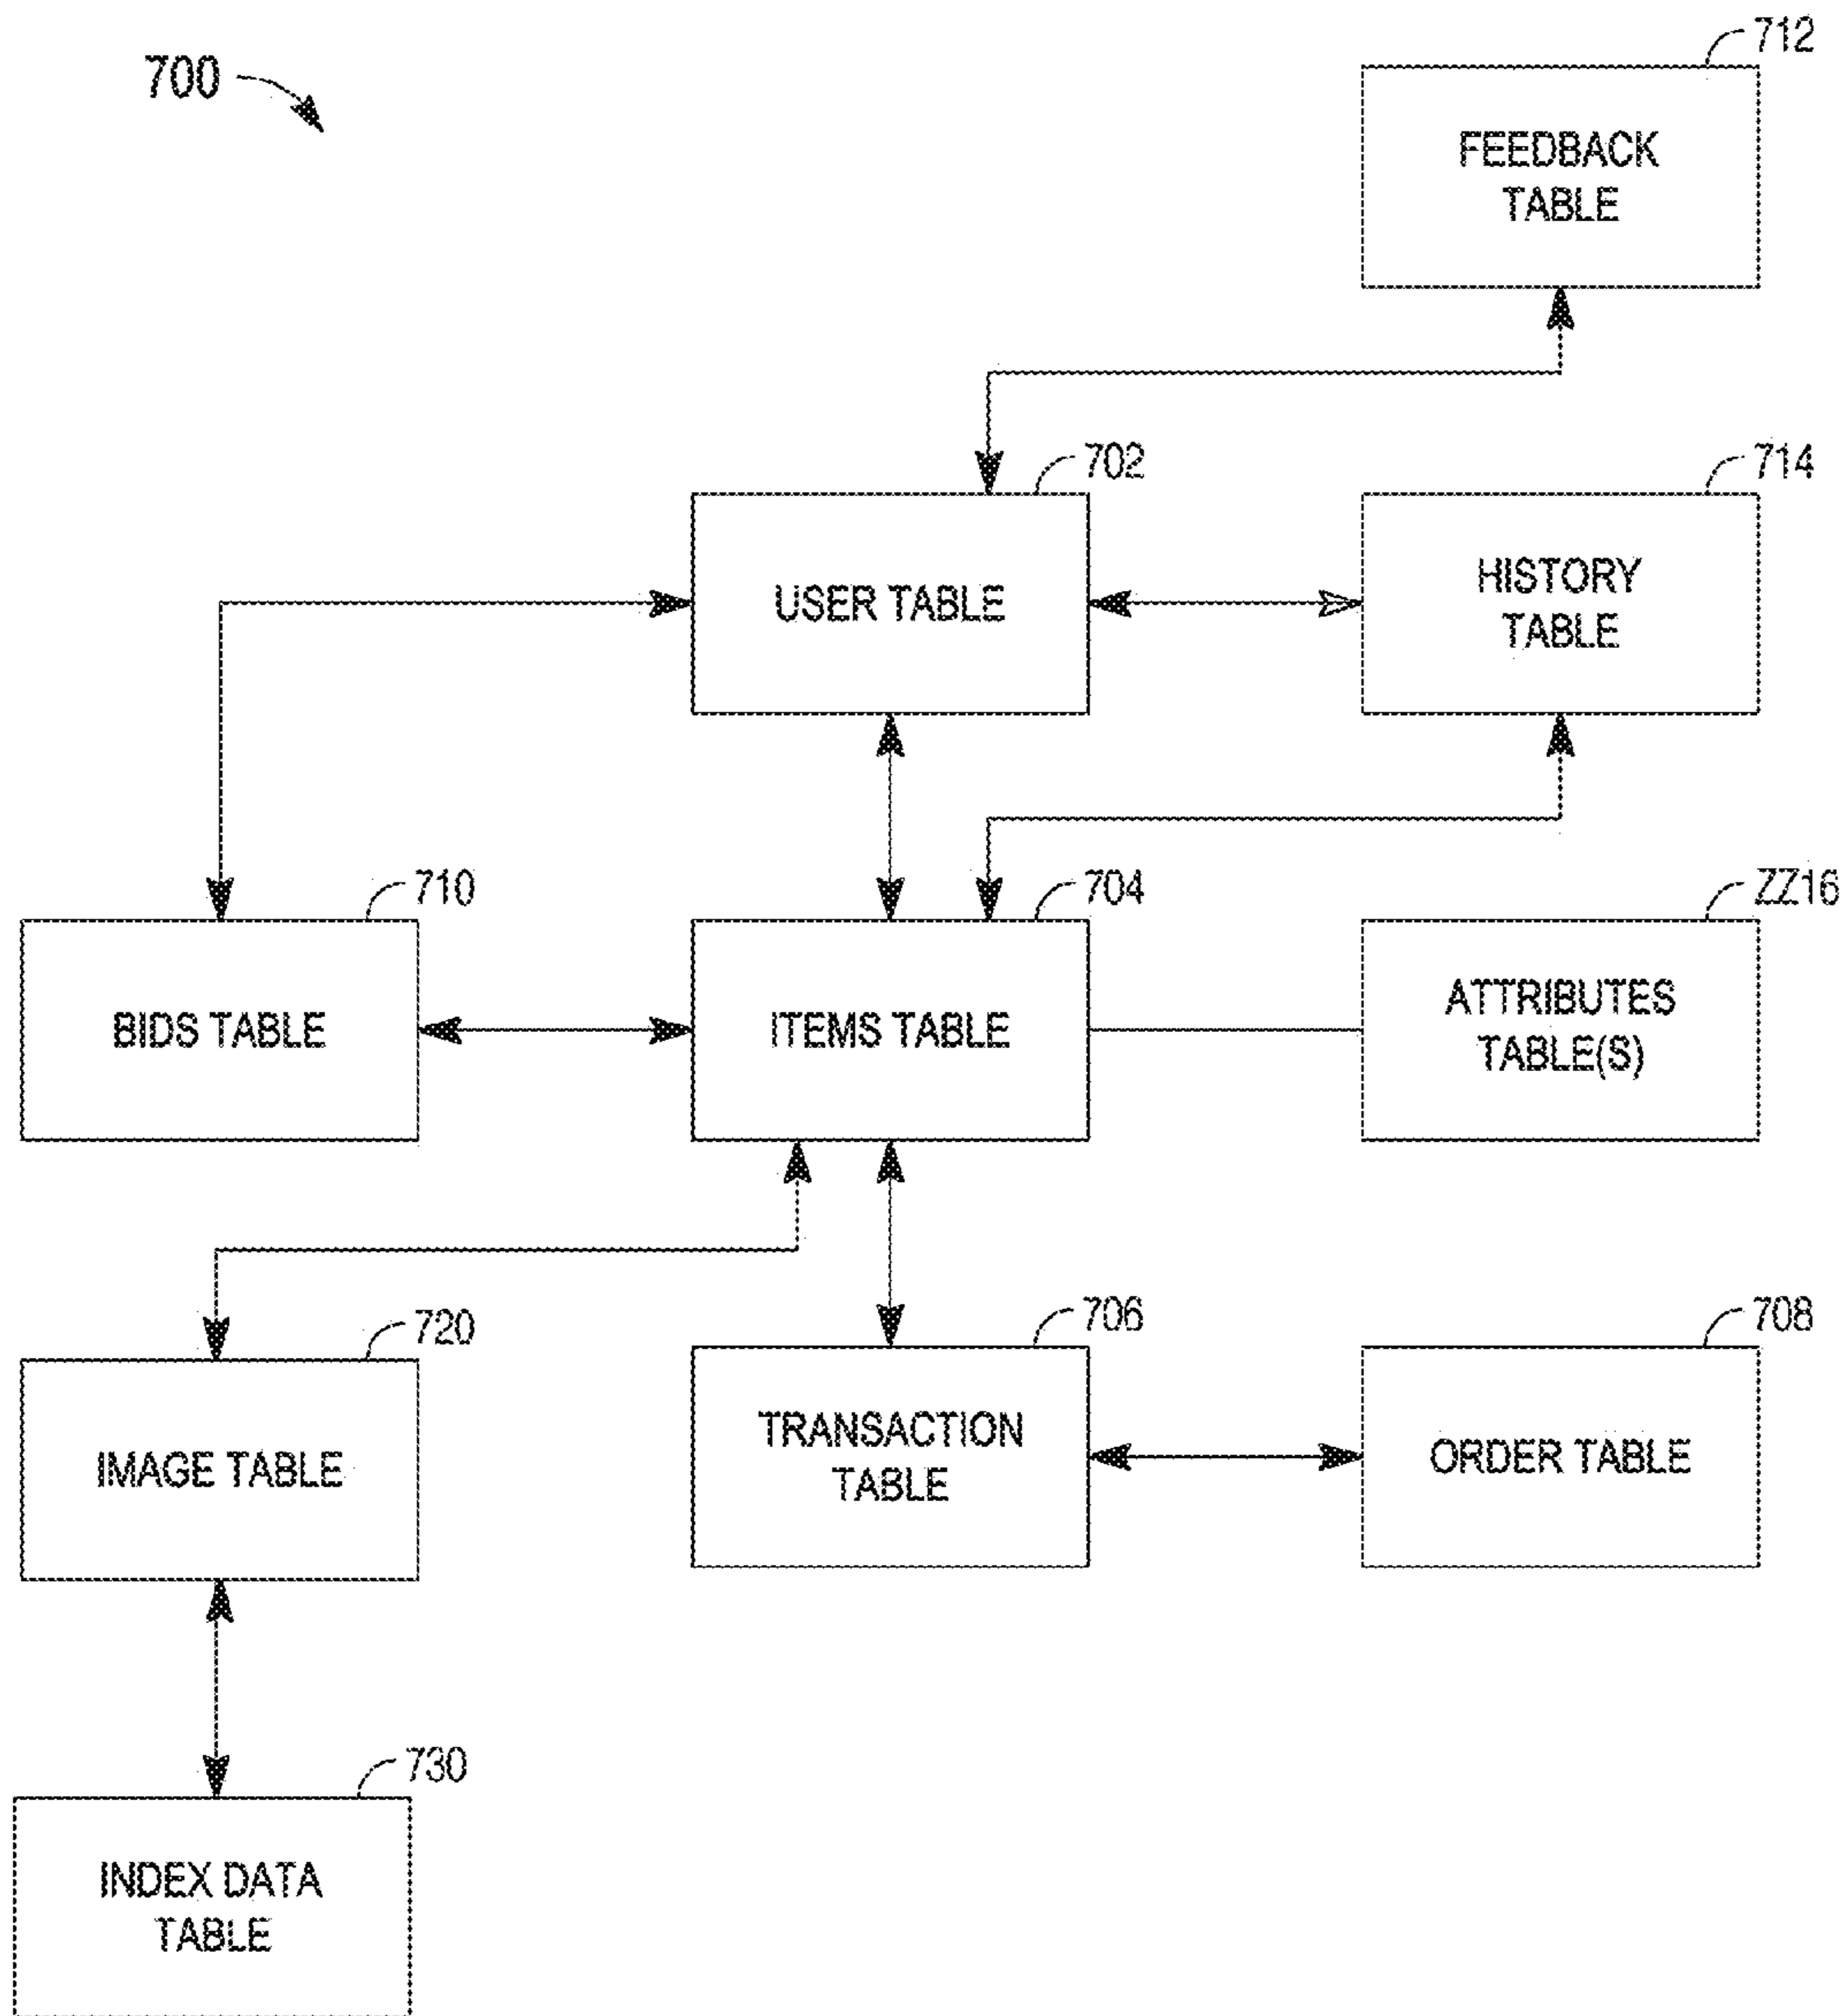 700
712
FEEDBACK
TABLE
702
714
USER TABLE
HISTORY
TABLE
710
704
ZZ16
BIDS TABLE
ITEMS TABLE
ATTRIBUTES
TABLE(S)
720
706
708
IMAGE TABLE
TRANSACTION
TABLE
ORDER TABLE
730
INDEX DATA
TABLE